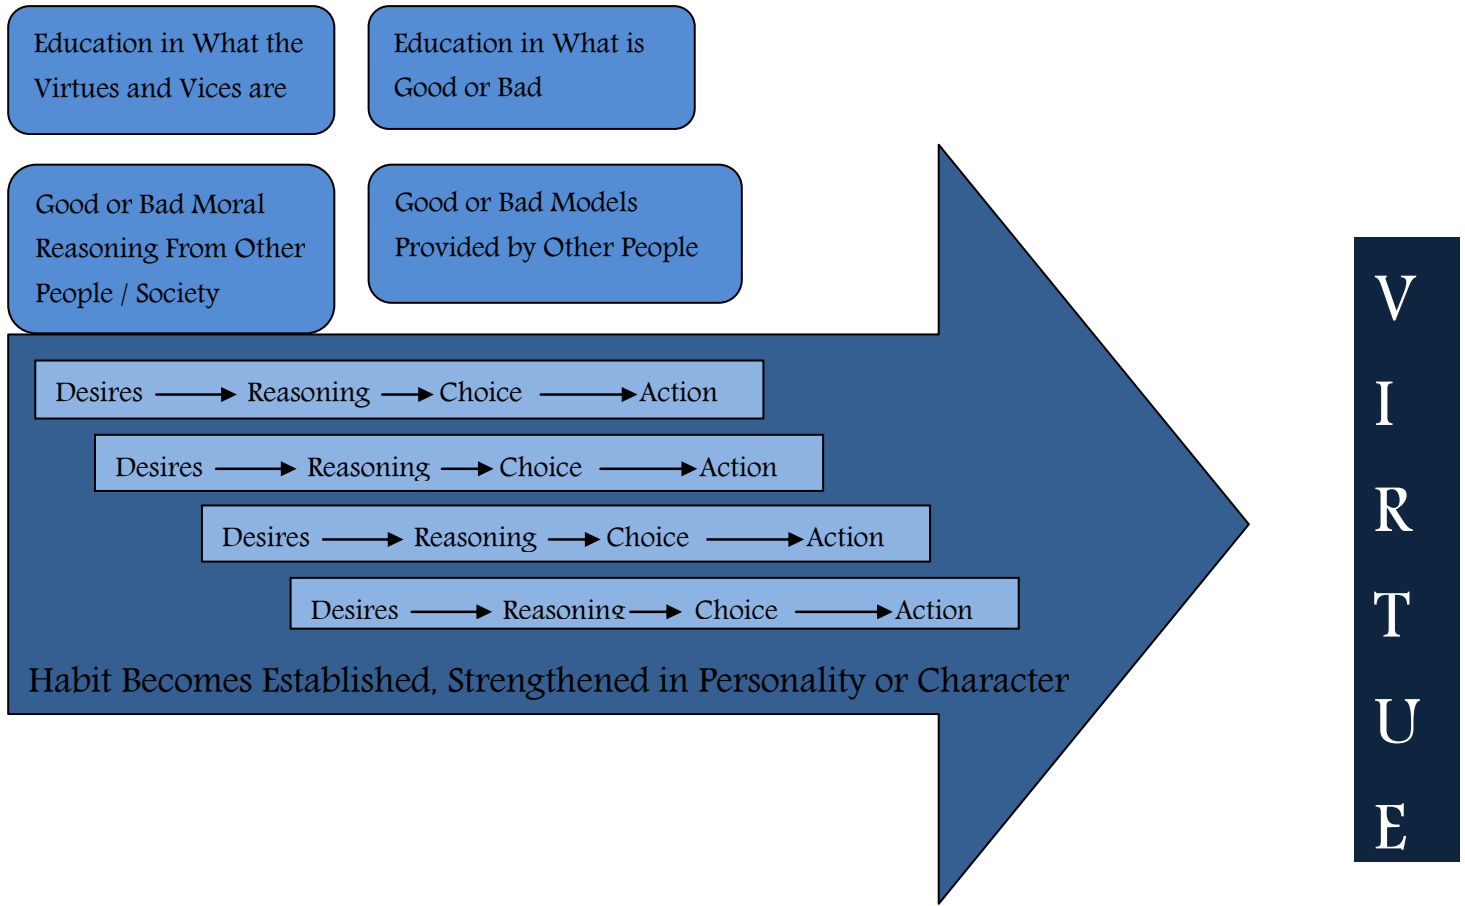 Education in What the
Virtues and Vices are
Education in What is
Good or Bad
Good or Bad Moral
Reasoning From Other
People / Society
Good or Bad Models
Provided by Other People
Desires Reasoning Choice Action
Desires Reasoning Choice Action
Desires Reasoning Choice Action
Desires Reasoning Choice Action
Habit Becomes Established, Strengthened in Personality or Character
V
I
R
T
U
E